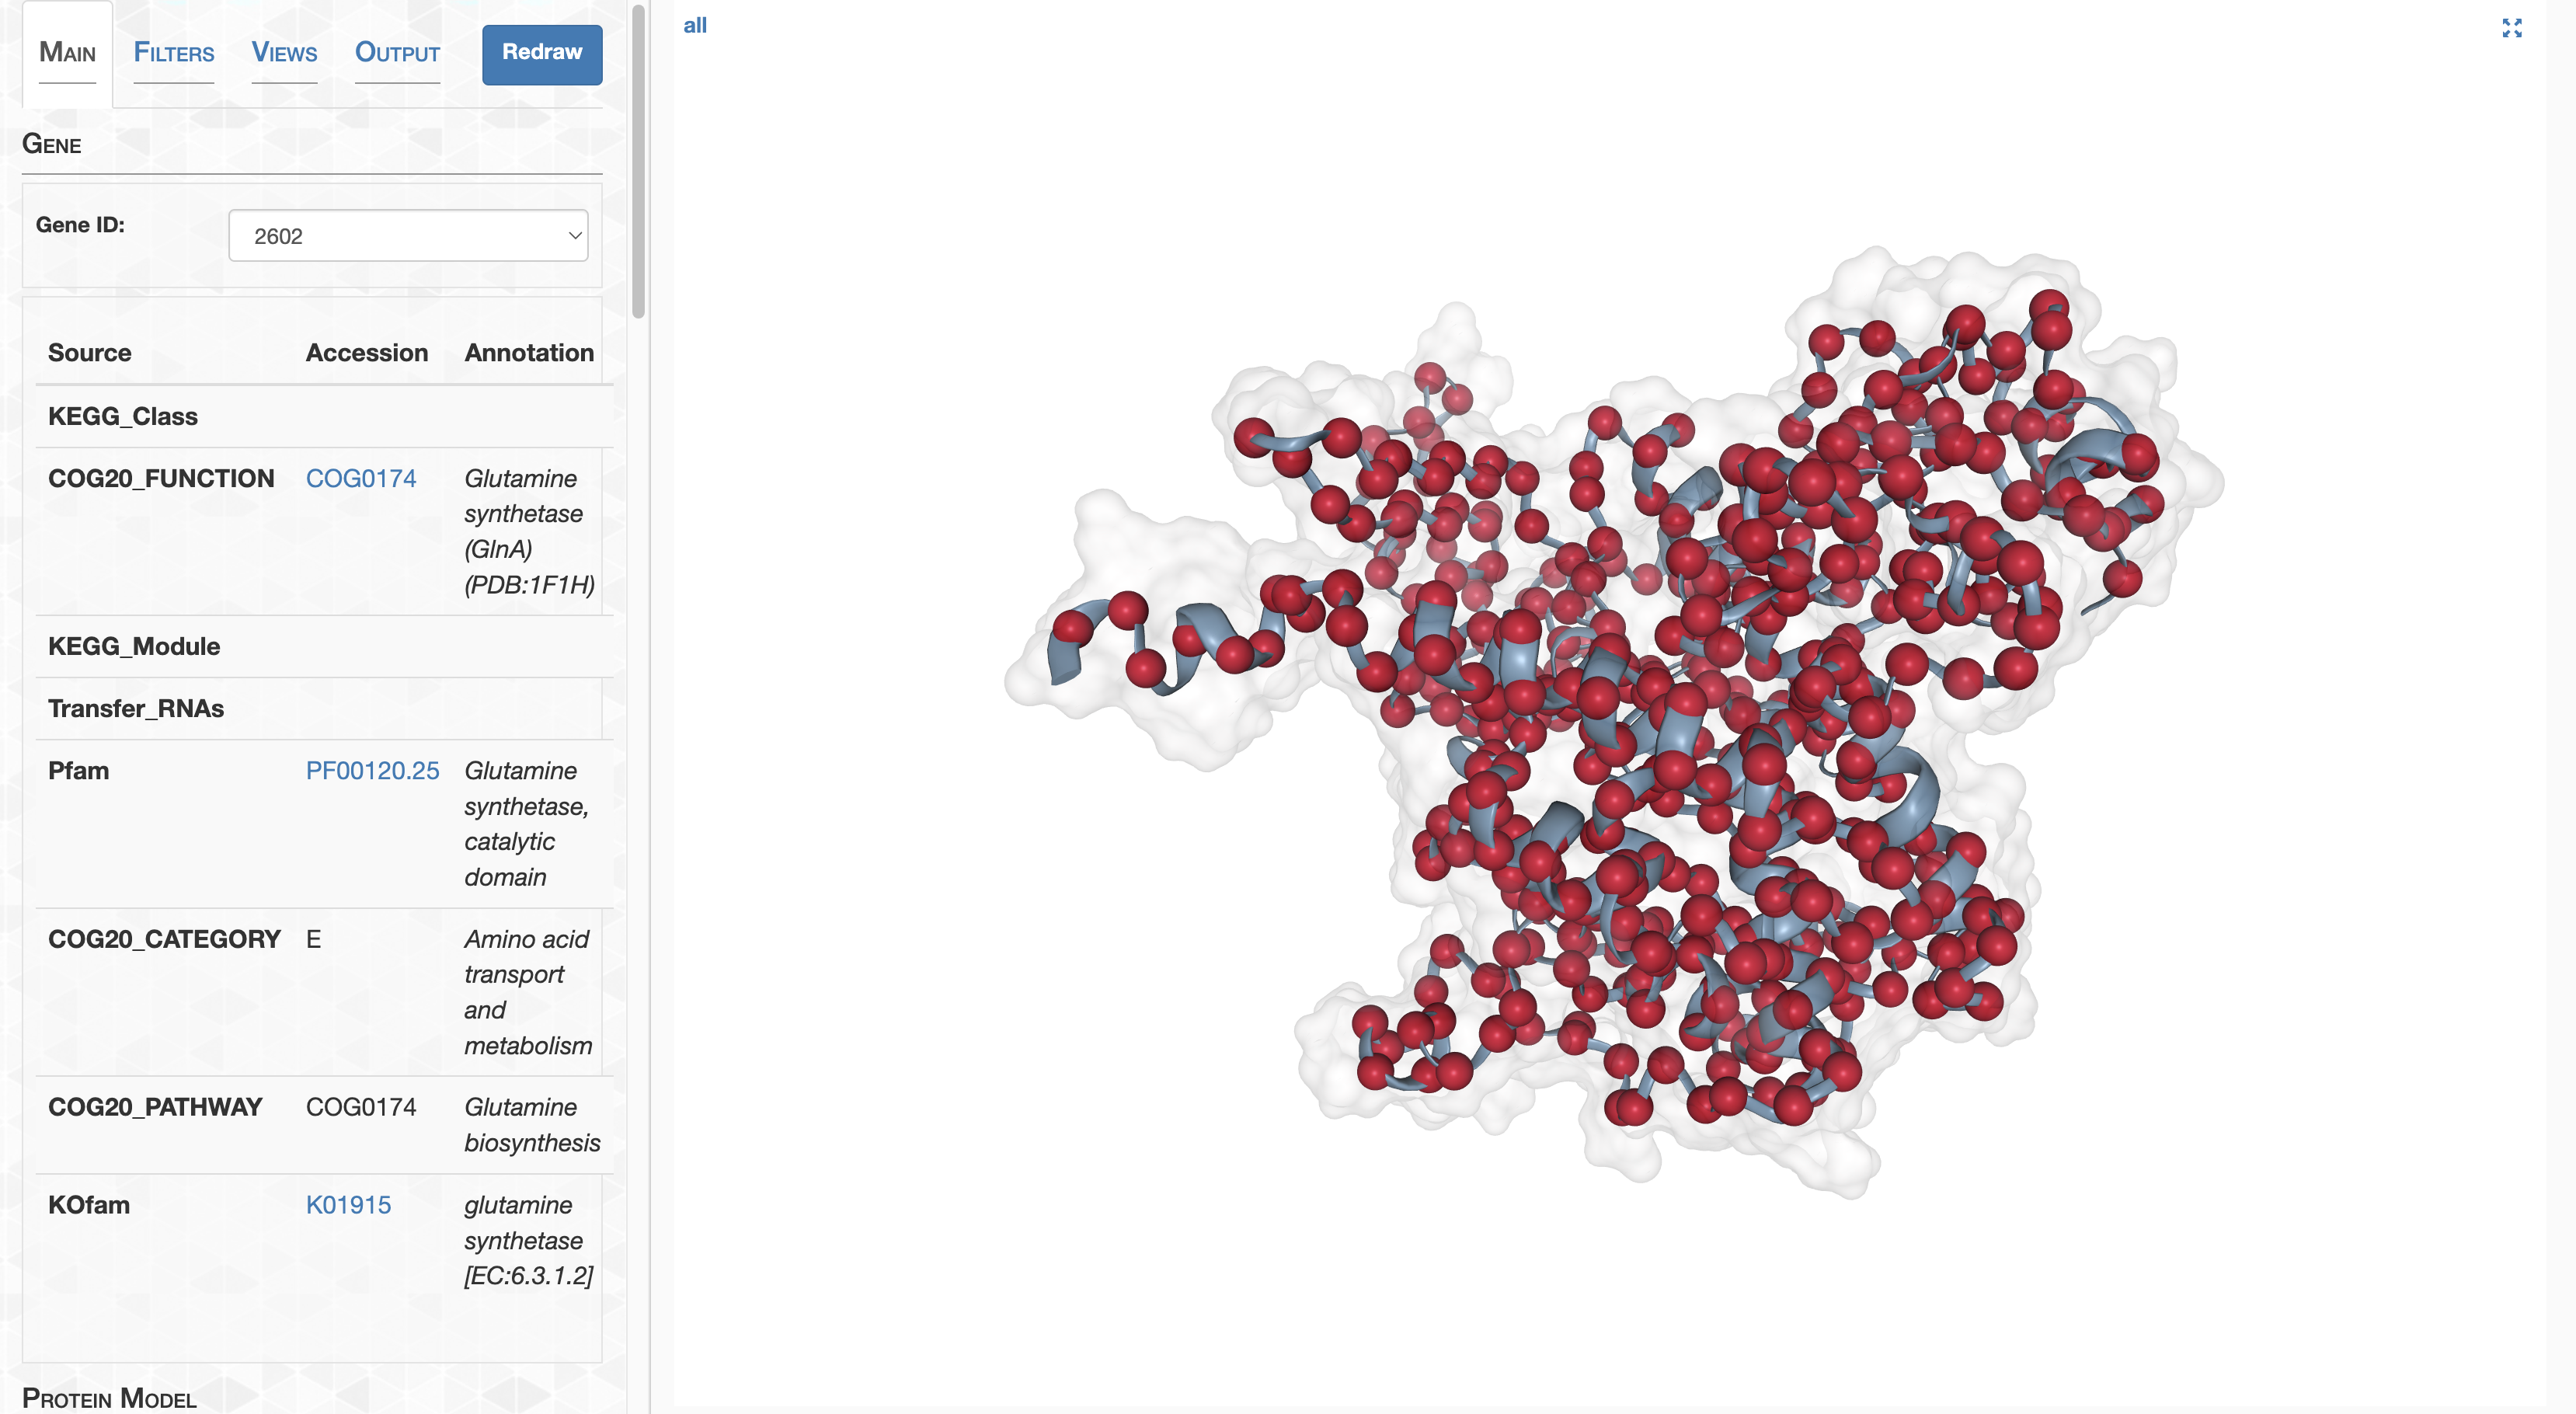 Main Filters Views Output Redraw
all
Gene
Gene ID: 2602
Source Accession Annotation
KEGG_Class
COG20_FUNCTION COG0174 Glutamine
synthetase
(GlnA)
(PDB:1F1H)
KEGG_Module
Transfer_RNAs
Pfam PF00120.25 Glutamine
synthetase,
catalytic
domain
COG20_CATEGORY E Amino acid
transport
and
metabolism
COG20_PATHWAY COG0174 Glutamine
biosynthesis
KOfam K01915 glutamine
synthetase
[EC:6.3.1.2]
Protein Model